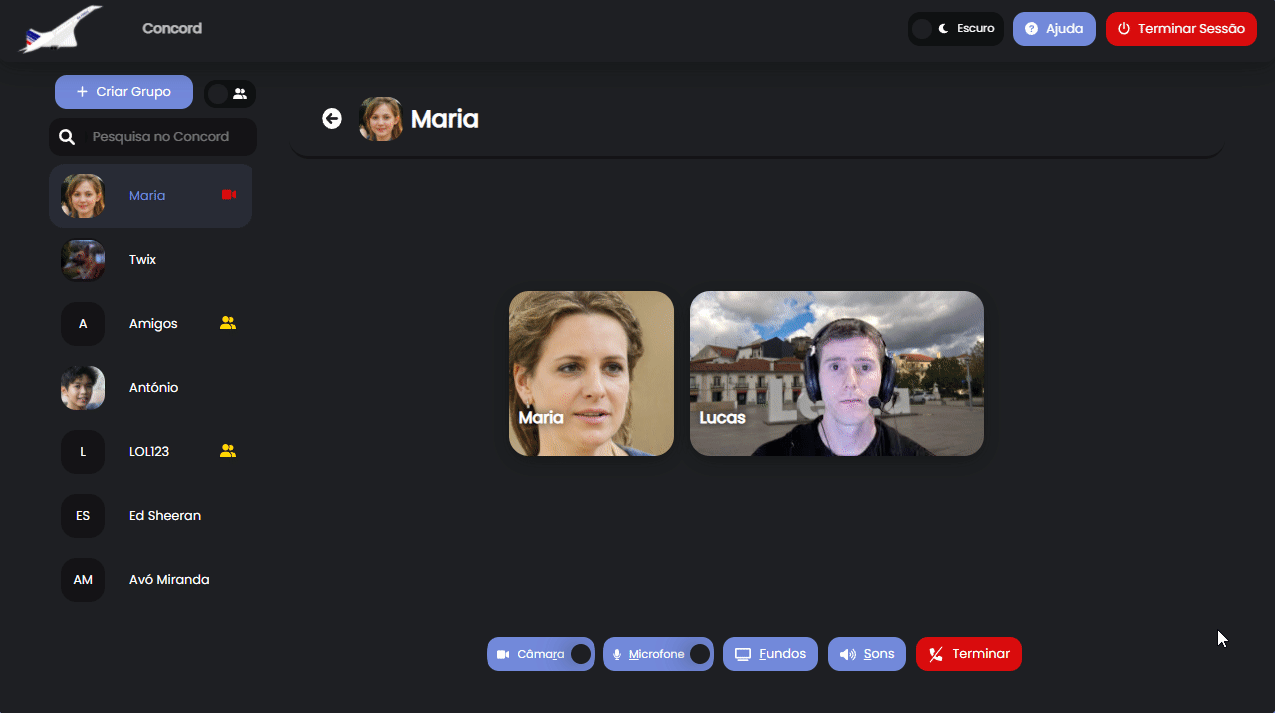 Concord
Escuro
Ajuda
Terminar Sessão
Criar Grupo
Pesquisa no Concord
Maria
Maria
Twix
A
Amigos
António
L
LOL123
ES
Ed Sheeran
AM
Avó Miranda
Maria
Lucas
Câmara
Microfone
Fundos
Sons
Terminar